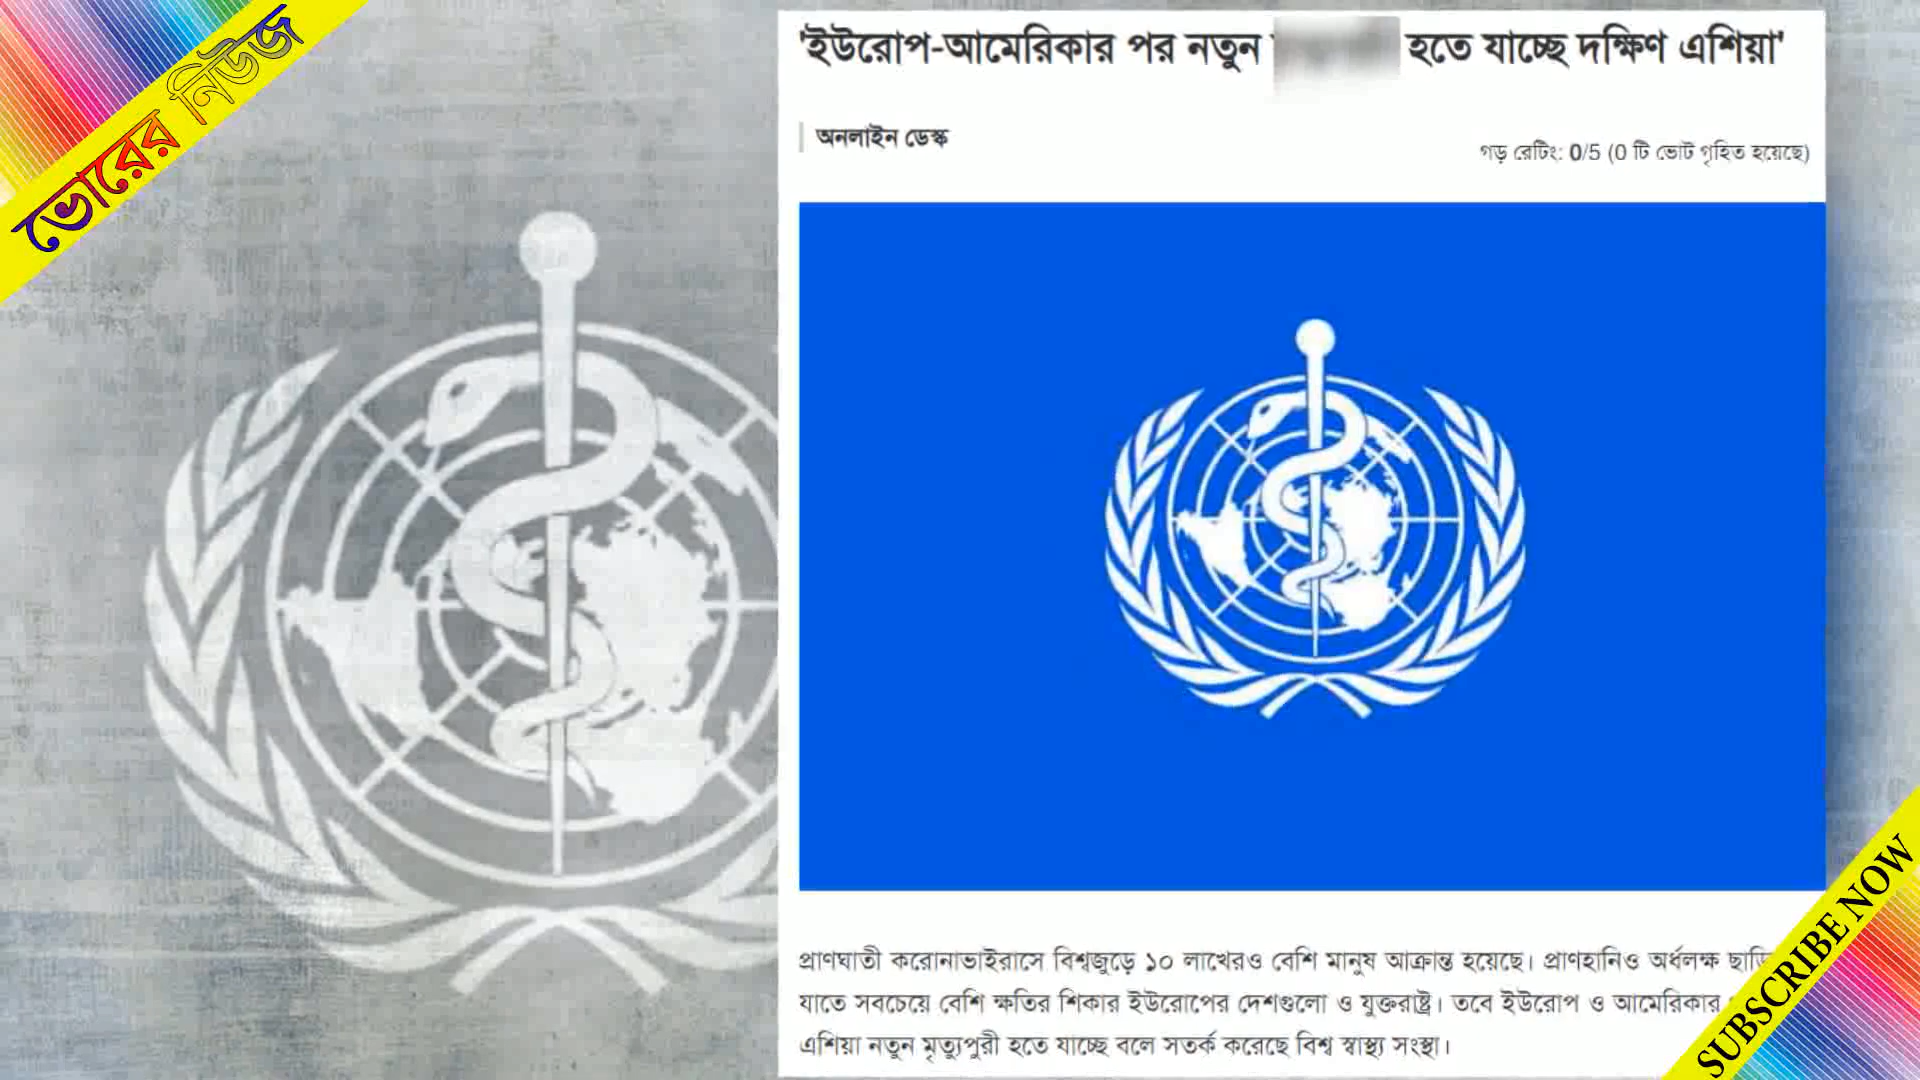 ভোরের নিউজ
'ইউরোপ-আমেরিকার পর নতুন হতে যাচ্ছে দক্ষিণ এশিয়া'
অনলাইন ডেস্ক
গড় রেটিং: 0/5 (0 টি ভোট গৃহিত হয়েছে)
প্রাণঘাতী করোনাভাইরাসে বিশ্বজুড়ে ১০ লাখেরও বেশি মানুষ আক্রান্ত হয়েছে। প্রাণহানিও অর্ধলক্ষ
যাতে সবচেয়ে বেশি ক্ষতির শিকার ইউরোপের দেশগুলো ও যুক্তরাষ্ট্র। তবে ইউরোপ ও আমেরিকার
এশিয়া নতুন মৃত্যুপুরী হতে যাচ্ছে বলে সতর্ক করেছে বিশ্ব স্বাস্থ্য সংস্থা।
SUBSCRIBE NOW